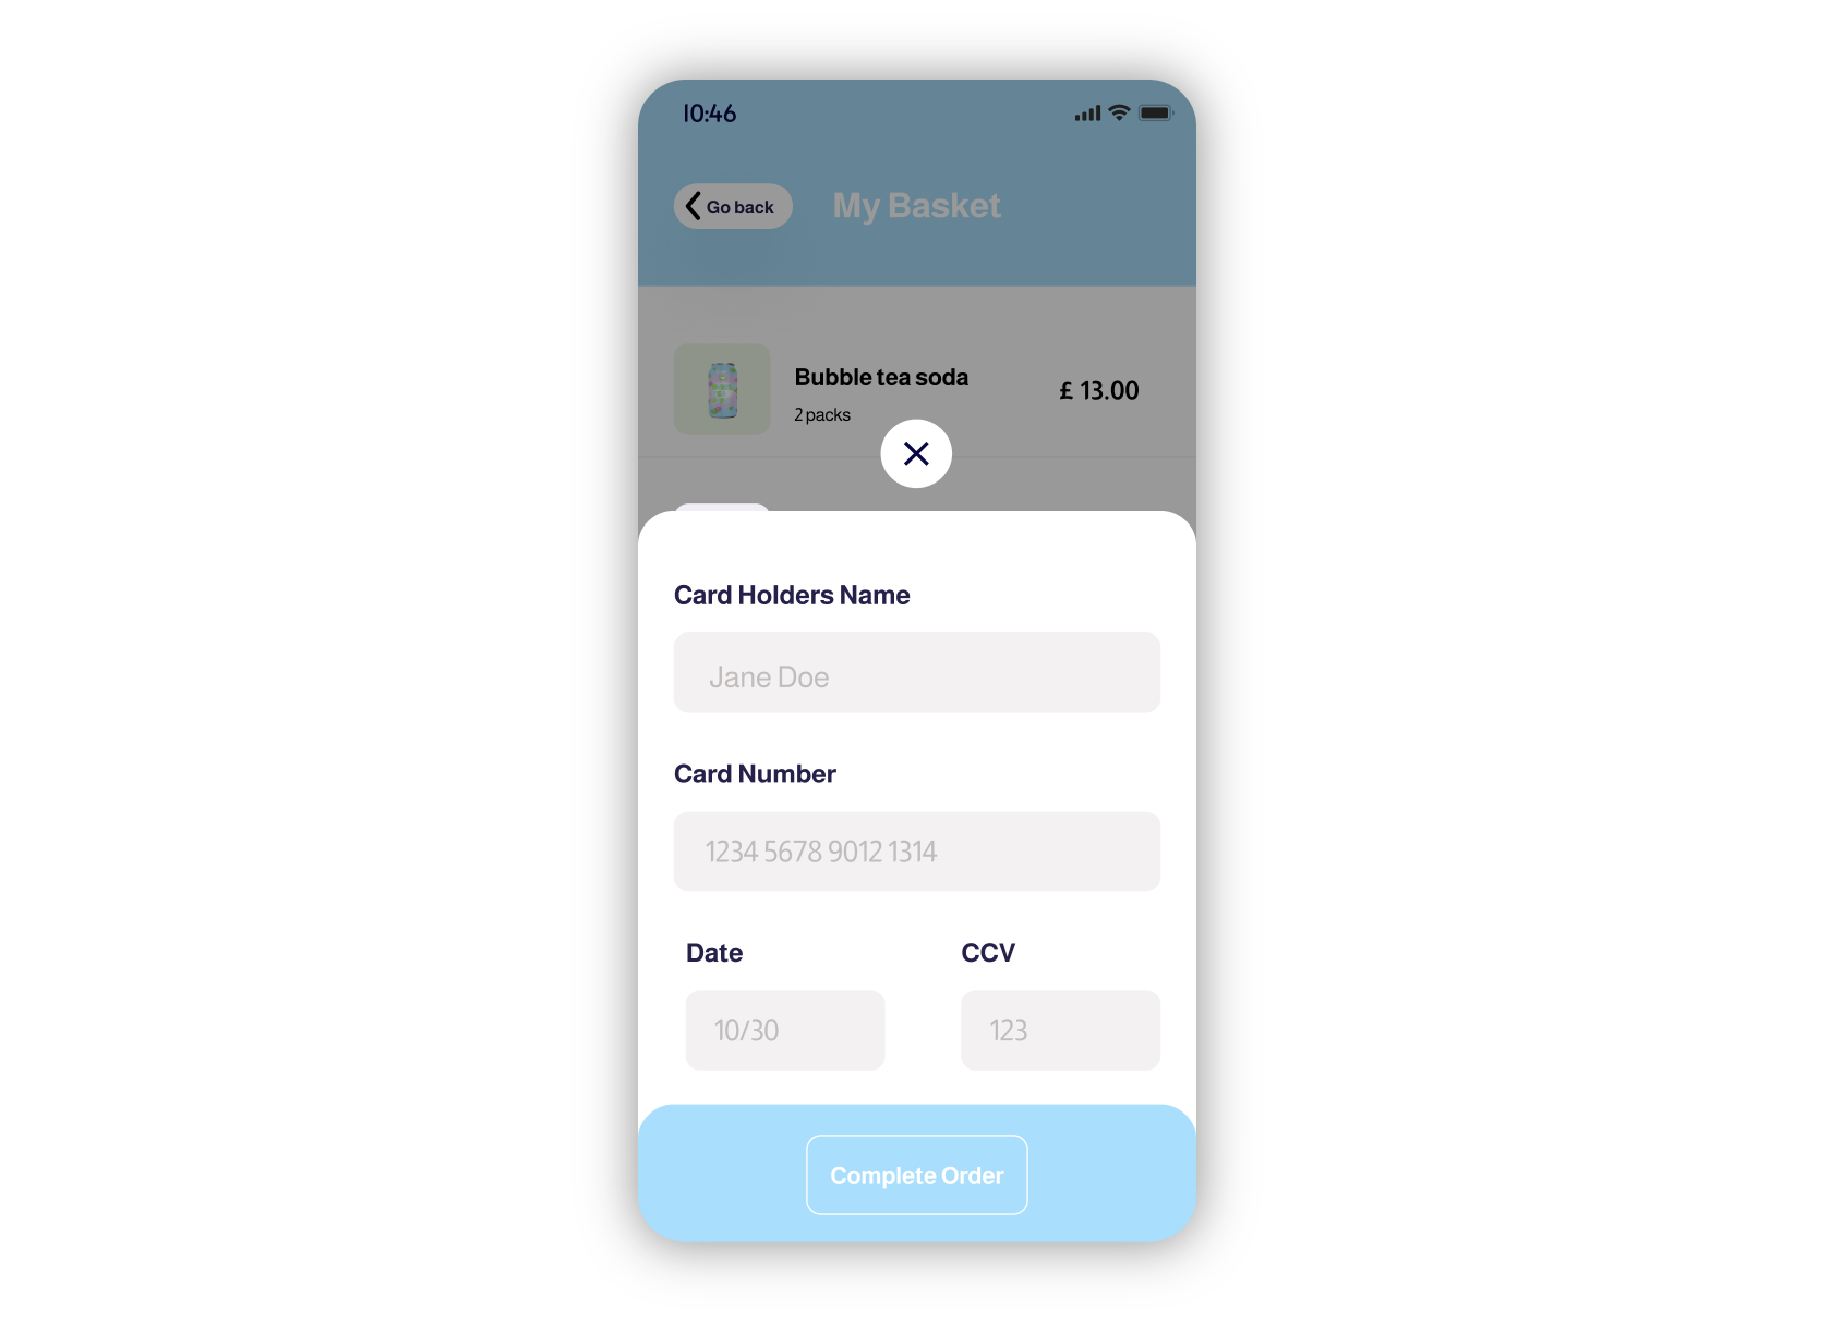 10:46
Go back
My Basket
Bubble tea soda
£ 13.00
2 packs
Card Holders Name
Jane Doe
Card Number
1234 5678 9012 1314
Date
CCV
10/30
123
Complete Order